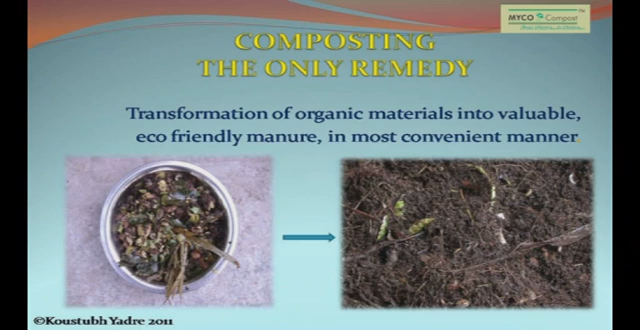 MYCO Compost
TM
COMPOSTING
THE ONLY REMEDY
Transformation of organic materials into valuable,
eco friendly manure, in most convenient manner.
©Koustubh Yadre 2011